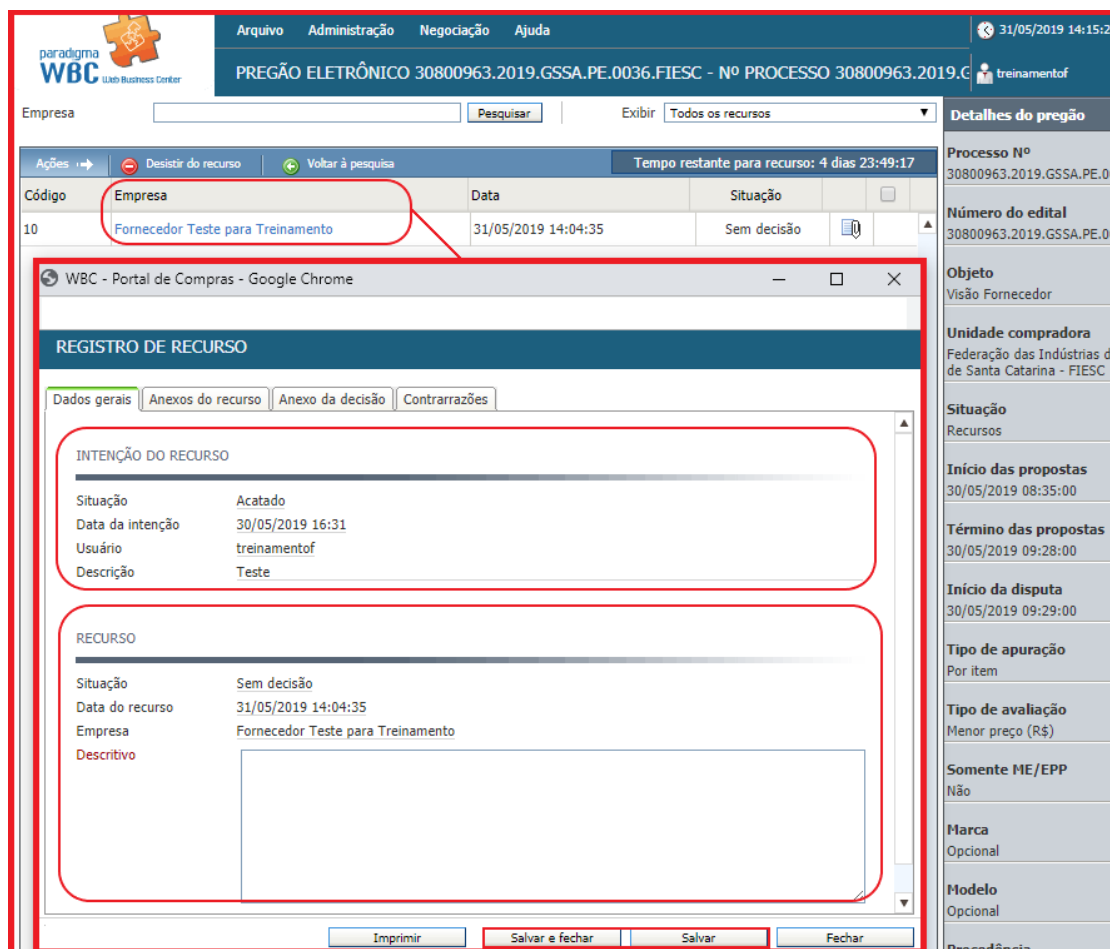 paradigma
WBC Web Business Center
Arquivo Administração Negociação Ajuda
31/05/2019 14:15:2
PREGÃO ELETRÔNICO 30800963.2019.GSSA.PE.0036.FIESC - Nº PROCESSO 30800963.2019.G
treinamentof
Empresa Pesquisar Exibir Todos os recursos
Detalhes do pregão
Ações Desistir do recurso Voltar à pesquisa Tempo restante para recurso: 4 dias 23:49:17
Código Empresa Data Situação
10 Fornecedor Teste para Treinamento 31/05/2019 14:04:35 Sem decisão
WBC - Portal de Compras - Google Chrome
REGISTRO DE RECURSO
Dados gerais Anexos do recurso Anexo da decisão Contrarrazões
INTENÇÃO DO RECURSO
Situação Acatado
Data da intenção 30/05/2019 16:31
Usuário treinamentof
Descrição Teste
RECURSO
Situação Sem decisão
Data do recurso 31/05/2019 14:04:35
Empresa Fornecedor Teste para Treinamento
Descritivo
Imprimir Salvar e fechar Salvar Fechar
Processo Nº
30800963.2019.GSSA.PE.0
Número do edital
30800963.2019.GSSA.PE.0
Objeto
Visão Fornecedor
Unidade compradora
Federação das Indústrias d
de Santa Catarina - FIESC
Situação
Recursos
Início das propostas
30/05/2019 08:35:00
Término das propostas
30/05/2019 09:28:00
Início da disputa
30/05/2019 09:29:00
Tipo de apuração
Por item
Tipo de avaliação
Menor preço (R$)
Somente ME/EPP
Não
Marca
Opcional
Modelo
Opcional
Procedência